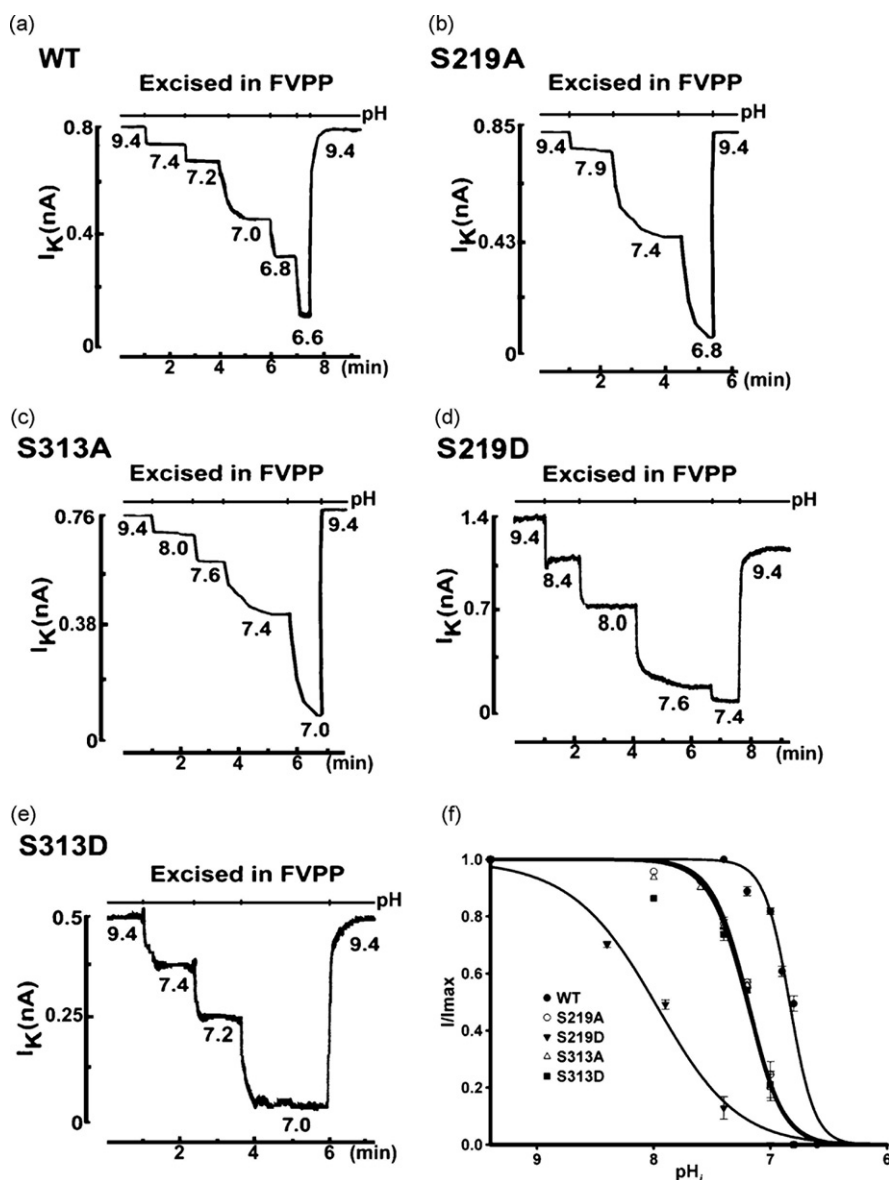 (a)
WT
Excised in FVPP
pH
0.8
9.4
7.4
7.2
7.0
6.8
6.6
9.4
0.4
0
I_K(nA)
2 4 6 8 (min)
(b)
S219A
Excised in FVPP
pH
0.85
9.4
7.9
7.4
6.8
9.4
0.43
0
I_K(nA)
2 4 6 (min)
(c)
S313A
Excised in FVPP
pH
0.76
9.4
8.0
7.6
7.4
7.0
9.4
0.38
0
I_K(nA)
2 4 6 (min)
(d)
S219D
Excised in FVPP
pH
1.4
9.4
8.4
8.0
7.6
7.4
9.4
0.7
0
I_K(nA)
2 4 6 8 (min)
(e)
S313D
Excised in FVPP
pH
0.5
9.4
7.4
7.2
7.0
9.4
0.25
0
I_K(nA)
2 4 6 (min)
(f)
1.0
0.8
0.6
0.4
0.2
0.0
I/Imax
WT
S219A
S219D
S313A
S313D
9 8 7 6
pH_i